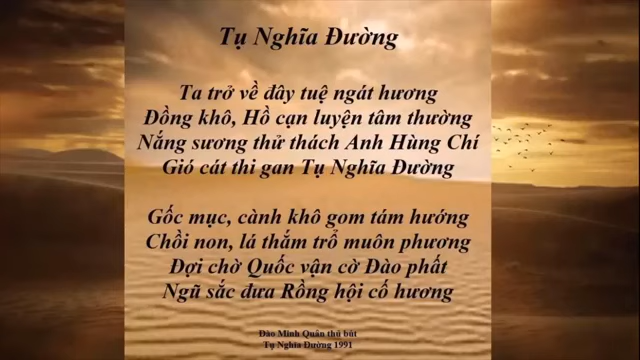 Tụ Nghĩa Đường
Ta trở về đây tuệ ngát hương
Đồng khô, Hồ cạn luyện tâm thường
Nắng sương thử thách Anh Hùng Chí
Gió cát thi gan Tụ Nghĩa Đường
Gốc mục, cành khô gom tám hướng
Chồi non, lá thắm trổ muôn phương
Đợi chờ Quốc vận cờ Đào phất
Ngũ sắc đưa Rồng hội cố hương
Đào Minh Quân thủ bút
Tụ Nghĩa Đường 1991